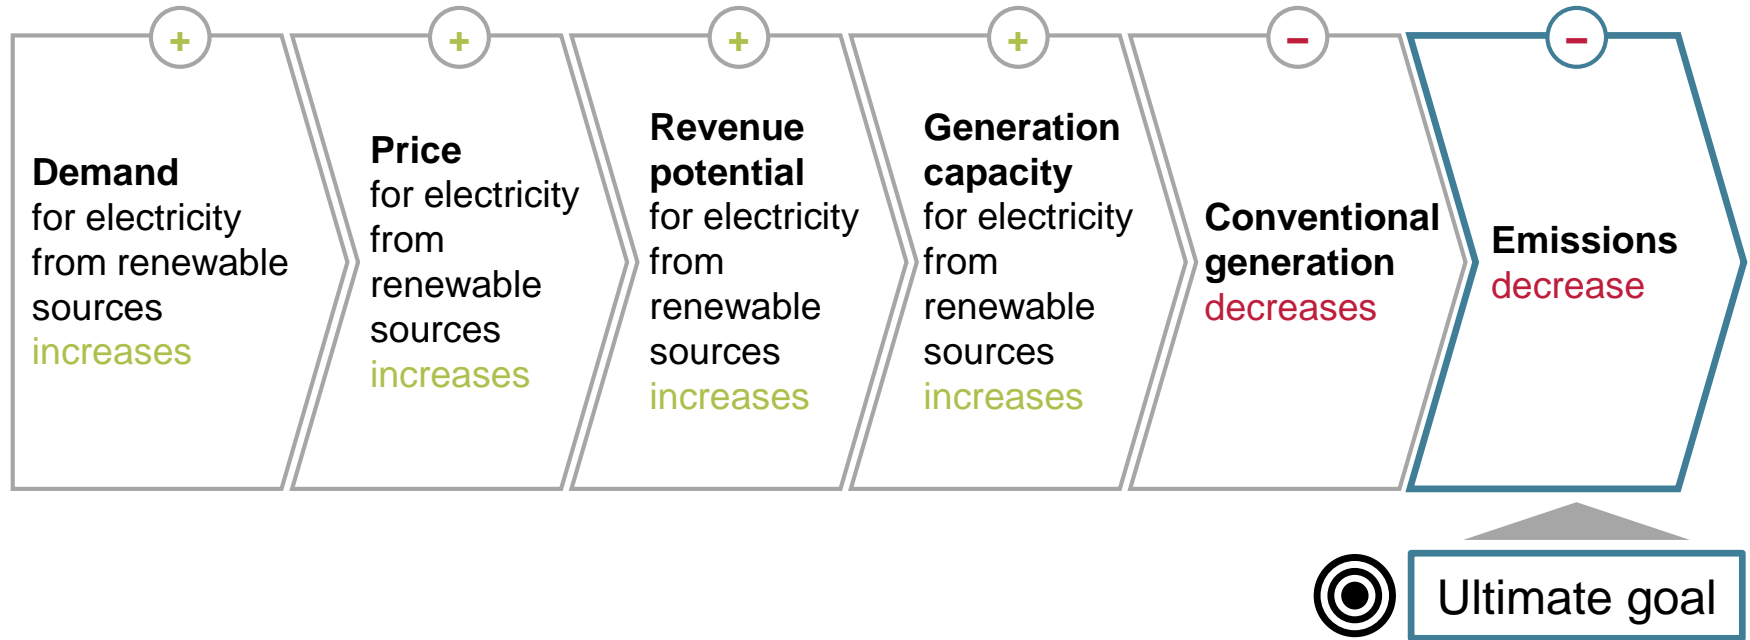 +
Demand
for electricity
from renewable
sources
increases
+
Price
for electricity
from
renewable
sources
increases
+
Revenue
potential
for electricity
from
renewable
sources
increases
+
Generation
capacity
for electricity
from
renewable
sources
increases
–
Conventional
generation
decreases
–
Emissions
decrease
Ultimate goal